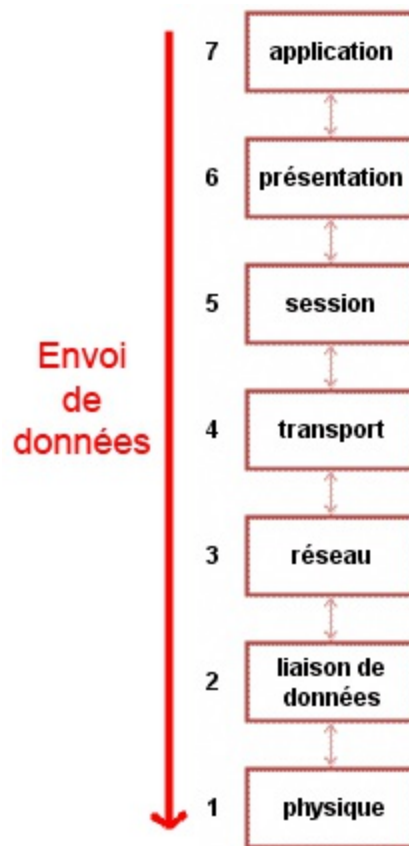 7 application
6 présentation
5 session
Envoi
de
données
4 transport
3 réseau
2 liaison de
données
1 physique